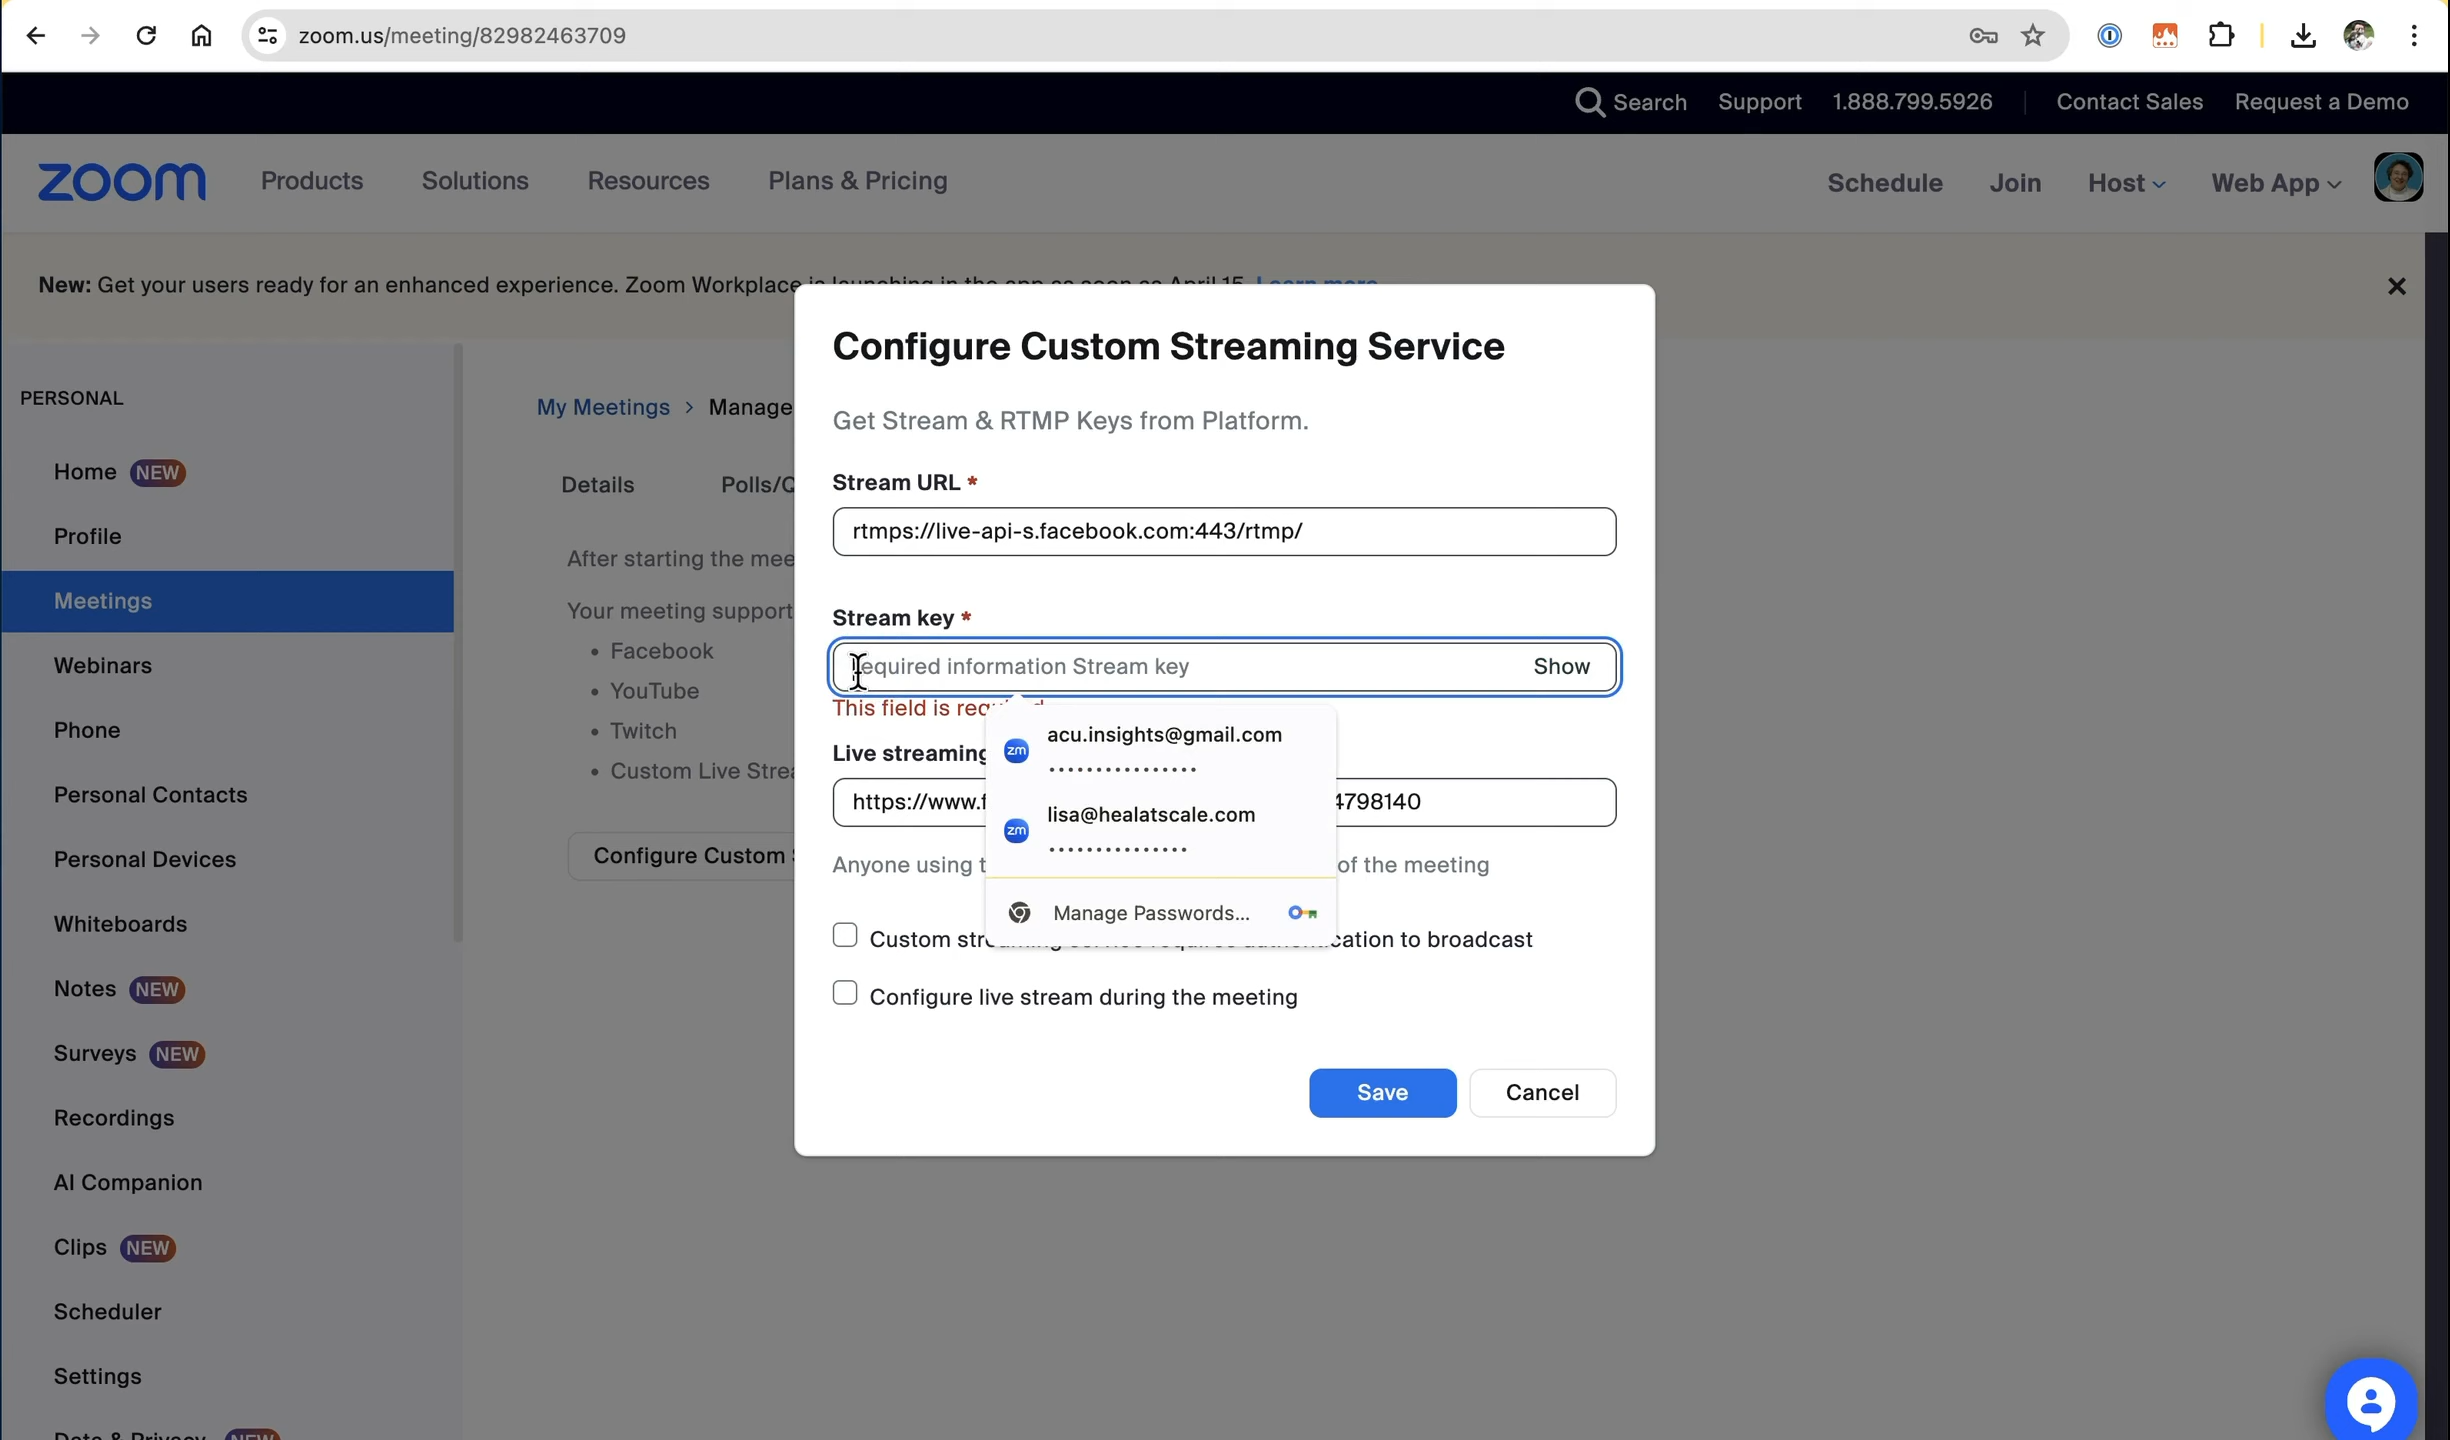 zoom.us/meeting/82982463709
Search Support 1.888.799.5926 Contact Sales Request a Demo
zoom Products Solutions Resources Plans & Pricing Schedule Join Host Web App
New: Get your users ready for an enhanced experience. Zoom Workplace is launching in the app as soon as April 15. Learn more
PERSONAL
Home NEW
Profile
Meetings
Webinars
Phone
Personal Contacts
Personal Devices
Whiteboards
Notes NEW
Surveys NEW
Recordings
AI Companion
Clips NEW
Scheduler
Settings
Data & Privacy NEW
My Meetings > Manage
Details Polls/Q
After starting the mee
Your meeting support
• Facebook
• YouTube
• Twitch
• Custom Live Strea
Configure Custom S
Configure Custom Streaming Service
Get Stream & RTMP Keys from Platform.
Stream URL *
rtmps://live-api-s.facebook.com:443/rtmp/
Stream key *
equired information Stream key Show
This field is required
acu.insights@gmail.com
zm
••••••••••••••••
lisa@healatscale.com
zm
•••••••••••••••
Manage Passwords...
Live streaming
https://www.f 4798140
Anyone using t of the meeting
Custom streaming service requires authentication to broadcast
Configure live stream during the meeting
Save Cancel